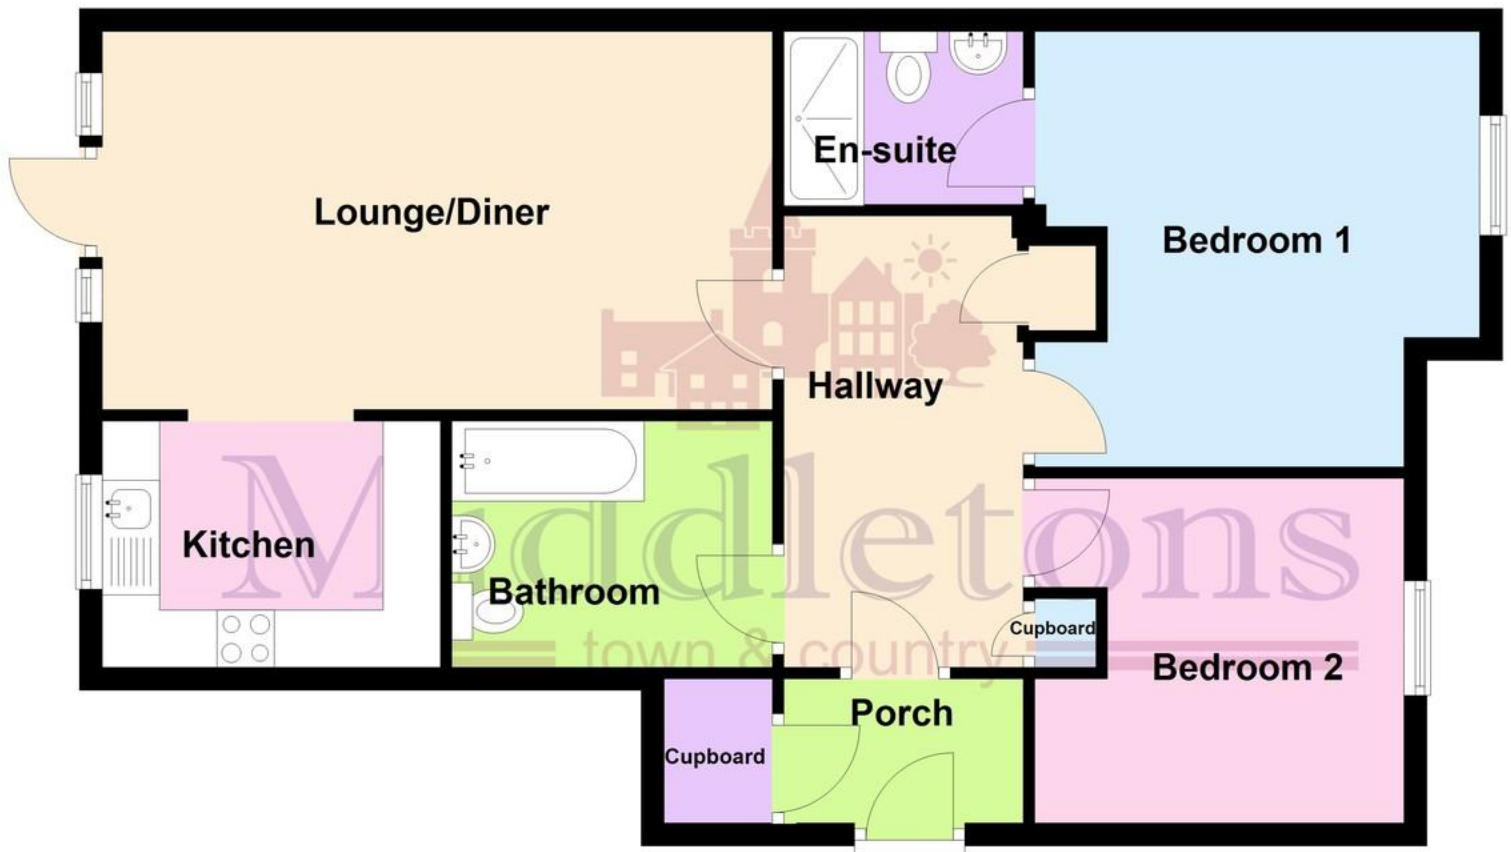 En-suite
Lounge/Diner
Bedroom 1
Hallway
Kitchen
Bathroom
Middletons
town & country
Cupboard
Bedroom 2
Porch
Cupboard